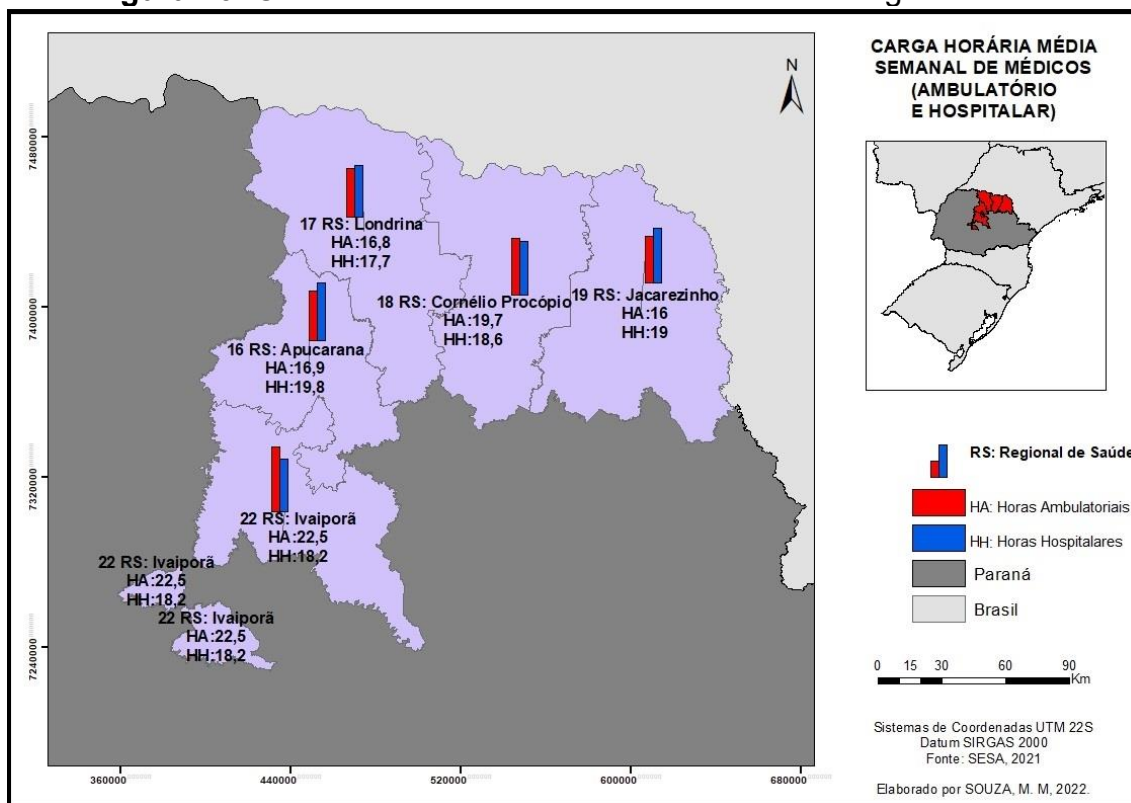 CARGA HORÁRIA MÉDIA
SEMANAL DE MÉDICOS
(AMBULATÓRIO
E HOSPITALAR)
N
7480000
7400000
7320000
7240000
17 RS: Londrina
HA:16,8
HH:17,7
18 RS: Cornélio Procópio
HA:19,7
HH:18,6
19 RS: Jacarezinho
HA:16
HH:19
16 RS: Apucarana
HA:16,9
HH:19,8
22 RS: Ivaiporã
HA:22,5
HH:18,2
22 RS: Ivaiporã
HA:22,5
HH:18,2
22 RS: Ivaiporã
HA:22,5
HH:18,2
360000
440000
520000
600000
680000
RS: Regional de Saúde
HA: Horas Ambulatoriais
HH: Horas Hospitalares
Paraná
Brasil
0 15 30 60 90
Km
Sistemas de Coordenadas UTM 22S
Datum SIRGAS 2000
Fonte: SESA, 2021
Elaborado por SOUZA, M. M, 2022.